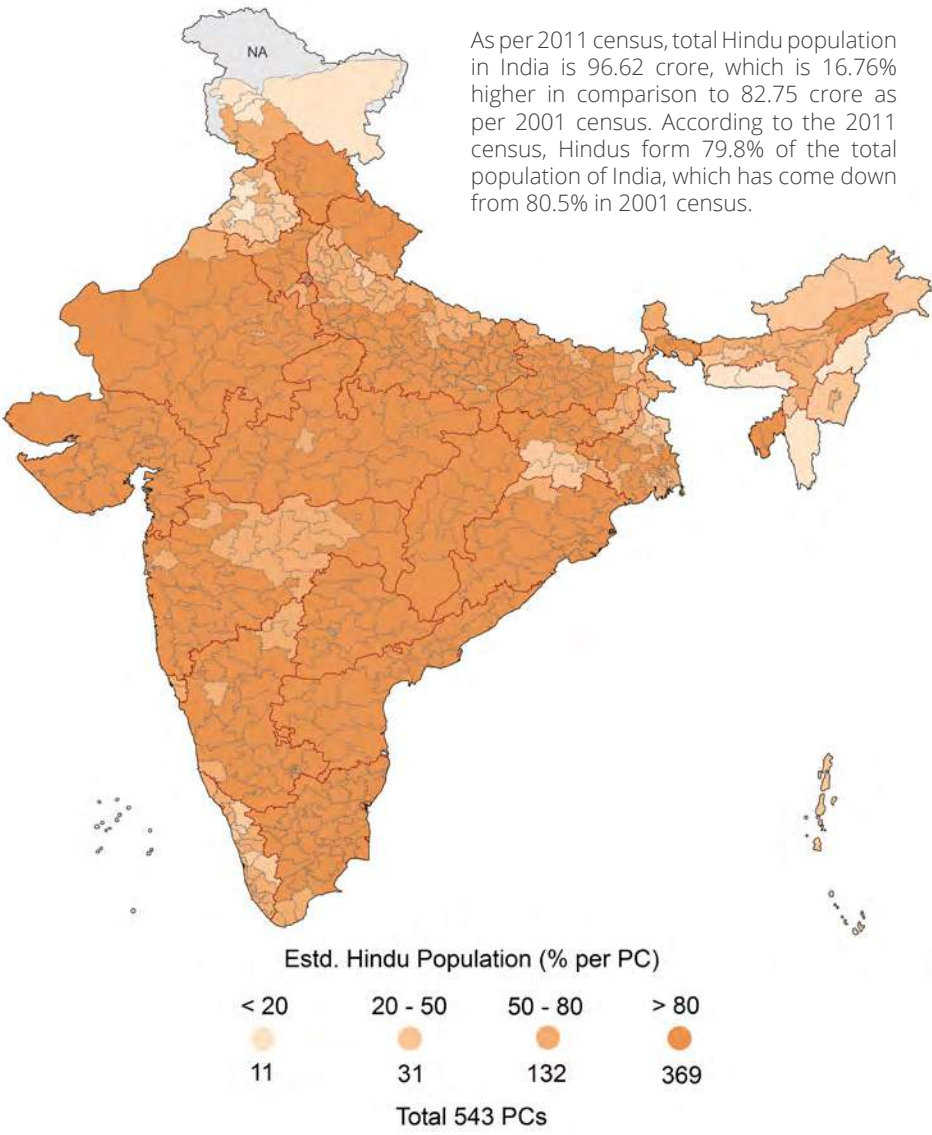 NA
As per 2011 census, total Hindu population
in India is 96.62 crore, which is 16.76%
higher in comparison to 82.75 crore as
per 2001 census. According to the 2011
census, Hindus form 79.8% of the total
population of India, which has come down
from 80.5% in 2001 census.
Estd. Hindu Population (% per PC)
< 20 20 - 50 50 - 80 > 80
11 31 132 369
Total 543 PCs